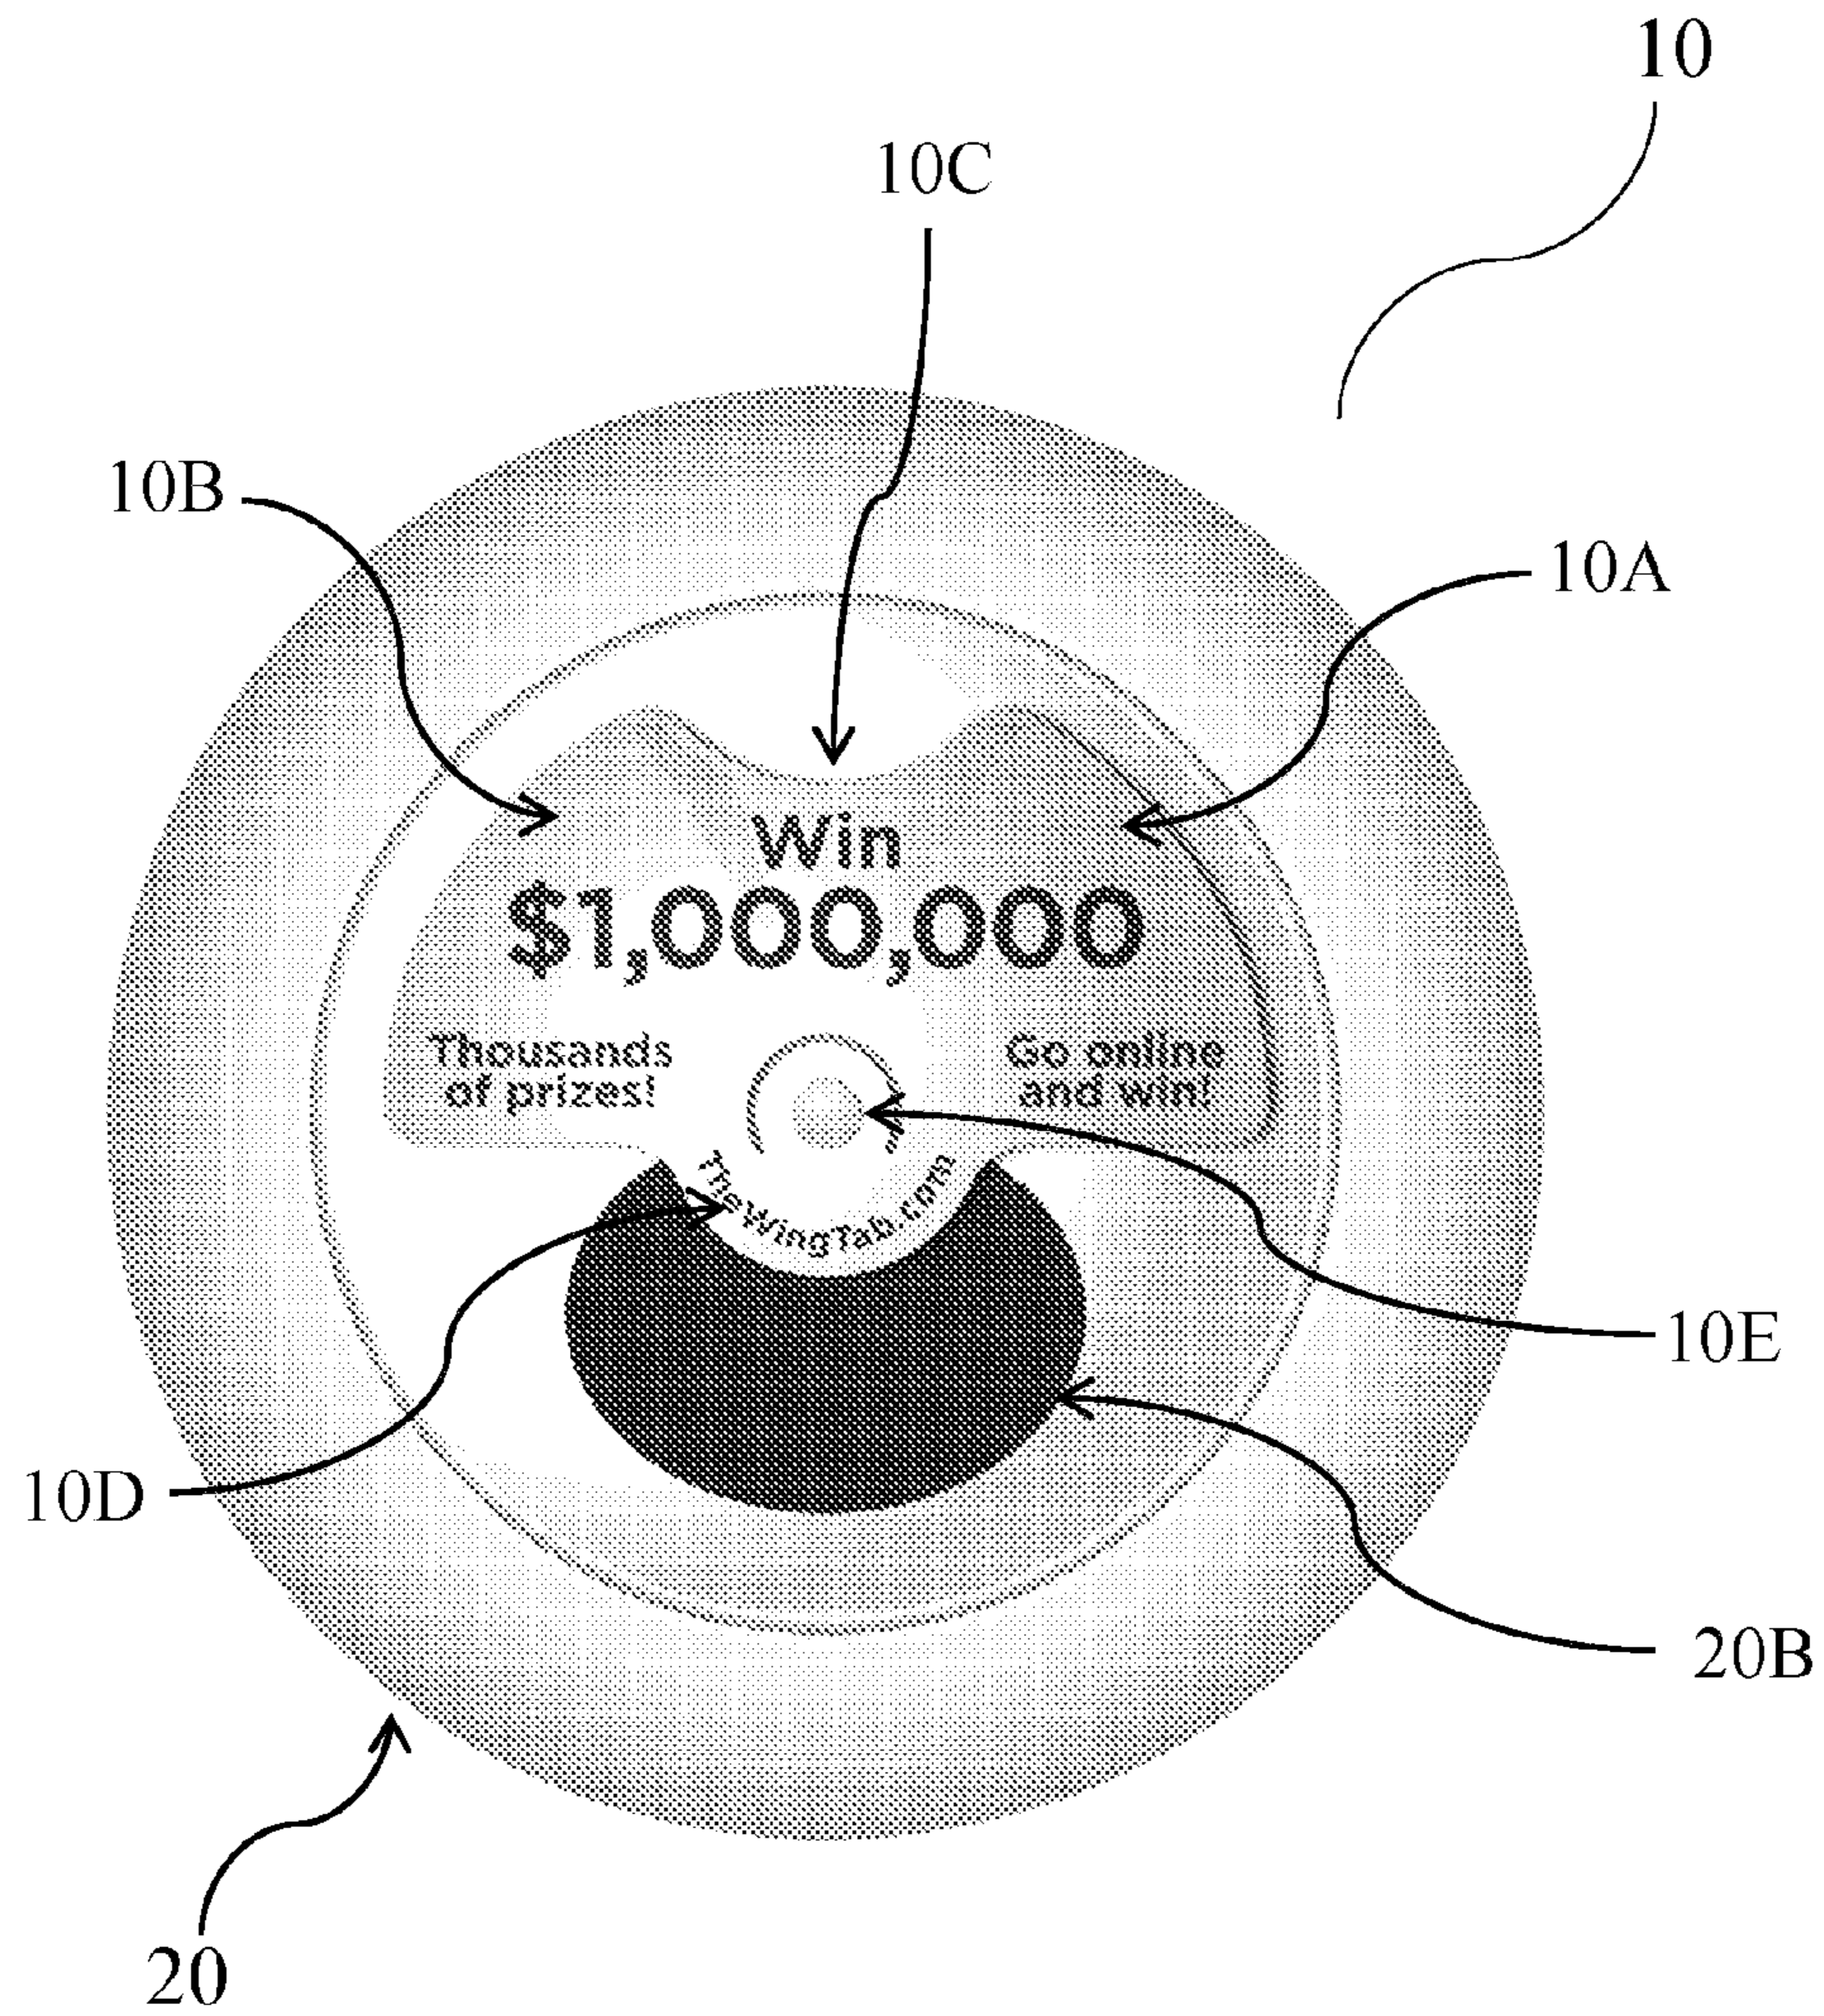 10
10C
10B
10A
Win
$1,000,000
Thousands
of prizes!
Go online
and win!
TheWingTab.com
10E
10D
20B
20